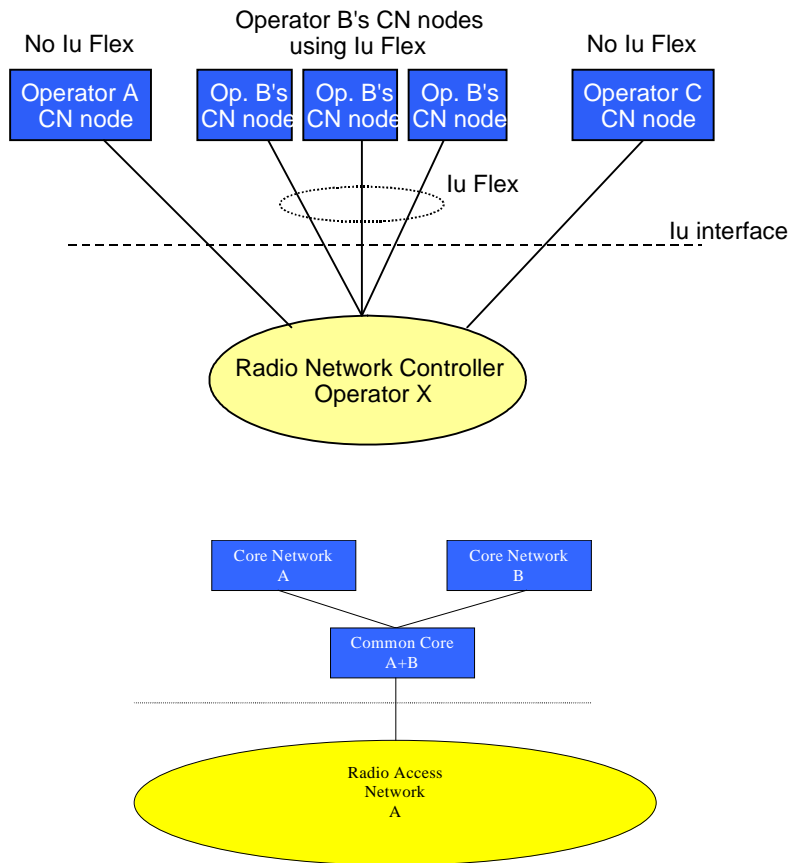 Operator B's CN nodes
using Iu Flex
No Iu Flex
No Iu Flex
Operator A
CN node
Op. B's
CN node
Op. B's
CN node
Op. B's
CN node
Operator C
CN node
Iu Flex
Iu interface
Radio Network Controller
Operator X
Core Network
A
Core Network
B
Common Core
A+B
Radio Access
Network
A